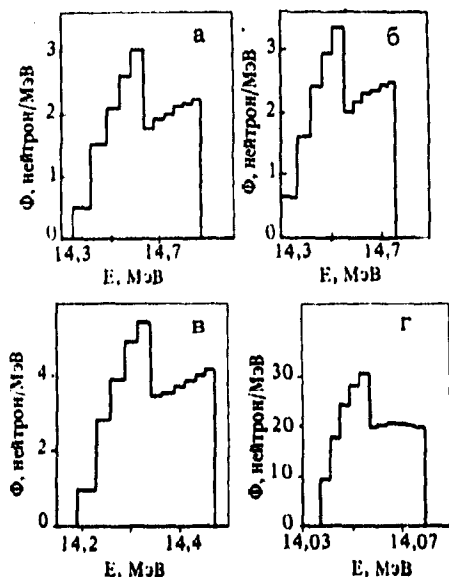 а
Ф, нейтрон/МэВ
3
2
1
0
14,3
14,7
Е, МэВ
б
Ф, нейтрон/МэВ
3
2
1
0
14,3
14,7
Е, МэВ
в
Ф, нейтрон/МэВ
4
2
0
14,2
14,4
Е, МэВ
г
Ф, нейтрон/МэВ
30
20
10
0
14,03
14,07
Е, МэВ